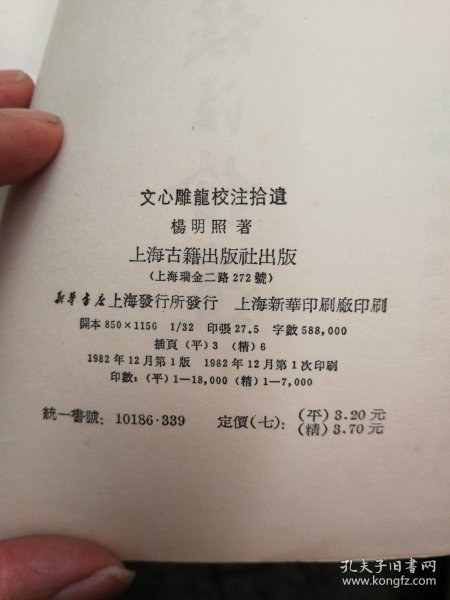 文心雕龍校注拾遺
楊明照 著
上海古籍出版社出版
(上海瑞金二路272號)
新華書店上海發行所發行 上海新華印刷廠印刷
開本 850×1156 1/32 印張 27.5 字數 588,000
插頁 (平) 3 (精) 6
1982年12月第1版 1982年12月第1次印刷
印數: (平) 1—18,000 (精) 1—7,000
統一書號: 10186·339 定價(七): (平) 3.20元
(精) 3.70元
孔夫子旧书网
www.kongfz.com